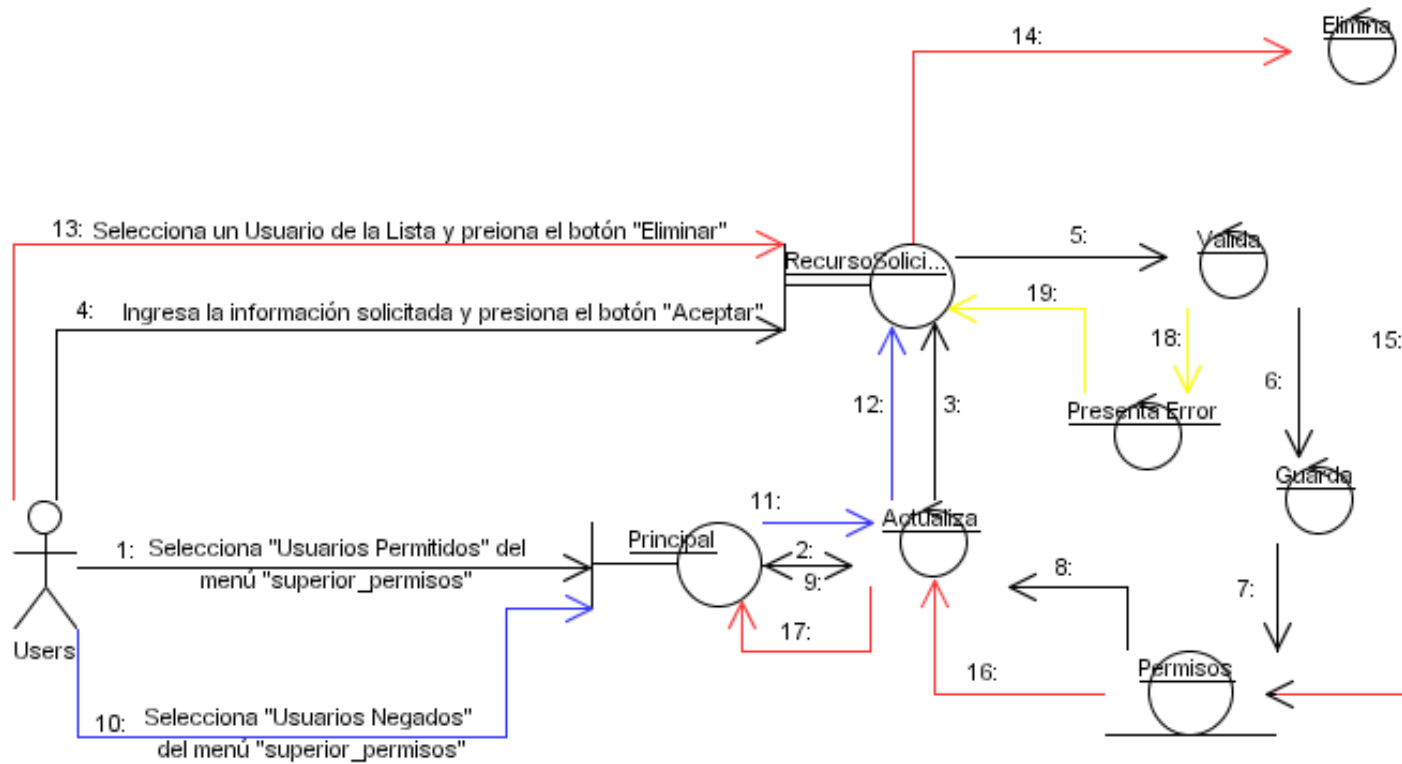 14:
Elimina
13: Selecciona un Usuario de la Lista y preiona el botón "Eliminar"
5:
Valida
RecursoSolici...
19:
4: Ingresa la información solicitada y presiona el botón "Aceptar"
18:
15:
6:
12:
3:
Presenta Error
Guarda
11:
Actualiza
1: Selecciona "Usuarios Permitidos" del
menú "superior_permisos"
Principal
2:
9:
8:
7:
17:
Users
16:
Permisos
10: Selecciona "Usuarios Negados"
del menú "superior_permisos"